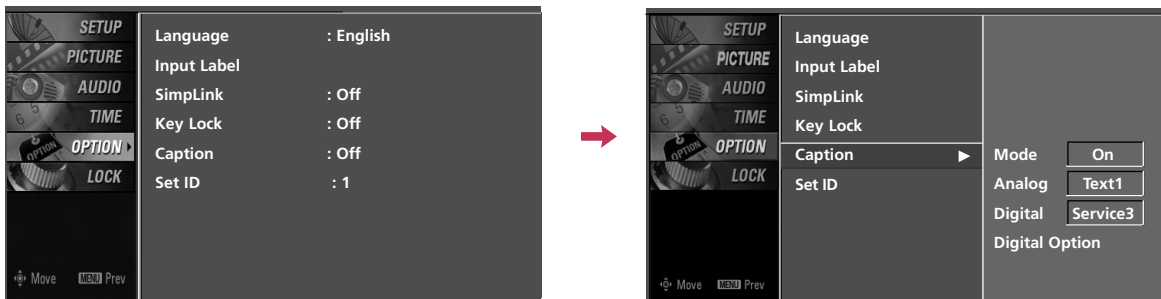 SETUP
PICTURE
AUDIO
TIME
OPTION
LOCK
Move MENU Prev
Language : English
Input Label
SimpLink : Off
Key Lock : Off
Caption : Off
Set ID : 1
SETUP
PICTURE
AUDIO
TIME
OPTION
LOCK
Move MENU Prev
Language
Input Label
SimpLink
Key Lock
Caption ▶
Set ID
Mode On
Analog Text1
Digital Service3
Digital Option